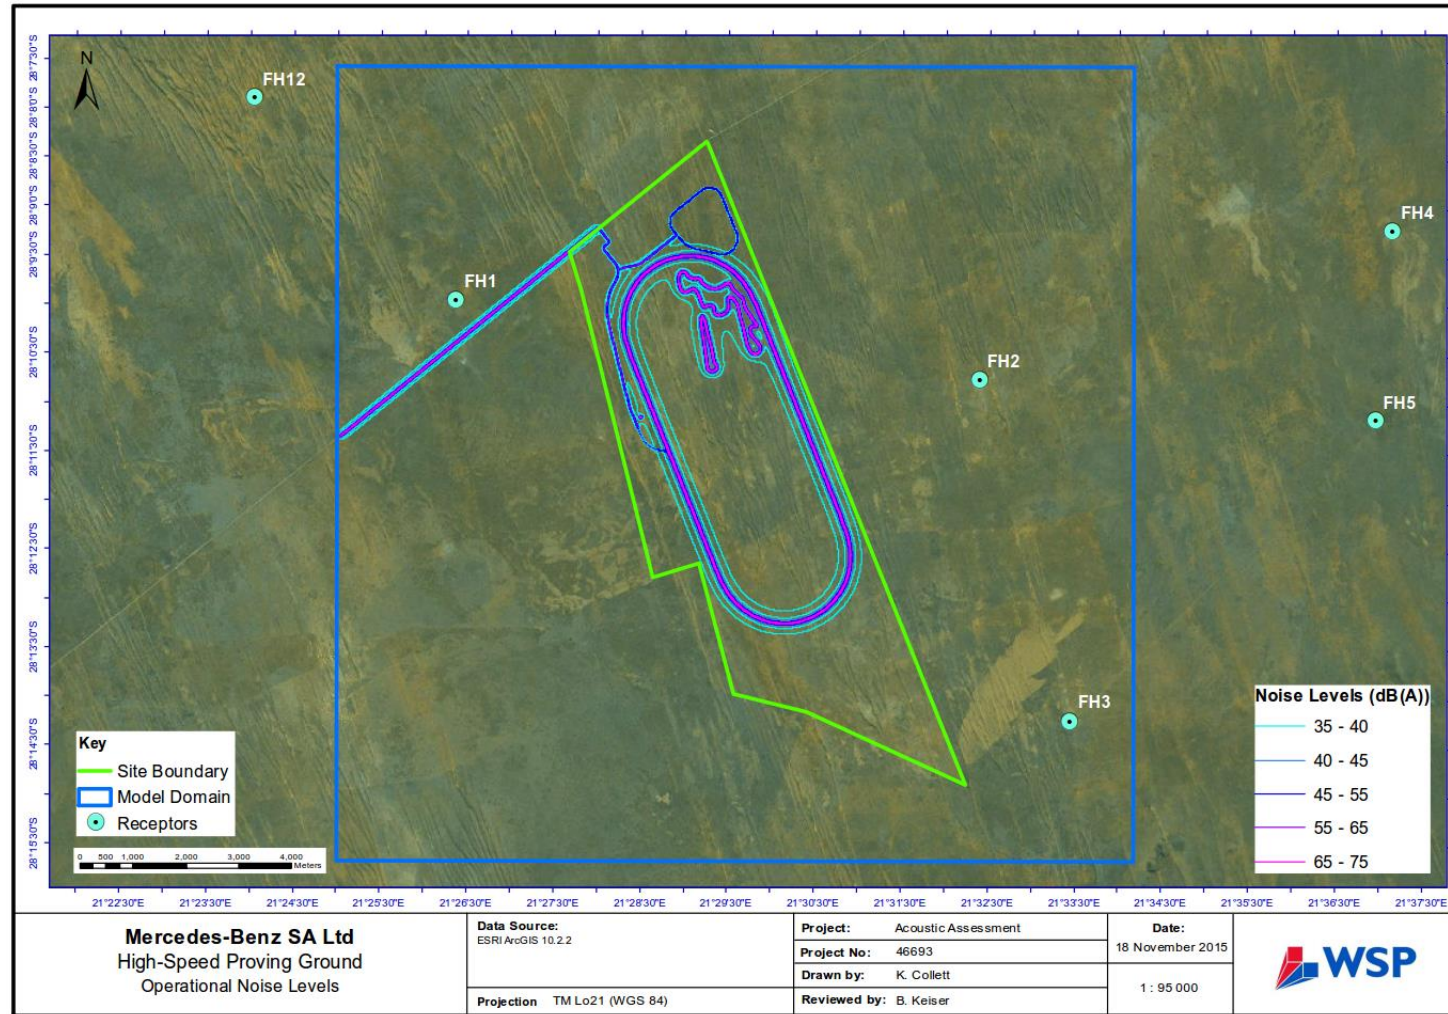 N
28°7'30"S
28°8'0"S
28°8'30"S
28°9'0"S
28°9'30"S
28°10'30"S
28°11'30"S
28°12'30"S
28°13'30"S
28°14'30"S
28°15'30"S
FH12
FH4
FH1
FH2
FH5
FH3
Key
Site Boundary
Model Domain
Receptors
0 500 1,000 2,000 3,000 4,000
Meters
Noise Levels (dB(A))
35 - 40
40 - 45
45 - 55
55 - 65
65 - 75
21°22'30"E 21°23'30"E 21°24'30"E 21°25'30"E 21°26'30"E 21°27'30"E 21°28'30"E 21°29'30"E 21°30'30"E 21°31'30"E 21°32'30"E 21°33'30"E 21°34'30"E 21°35'30"E 21°36'30"E 21°37'30"E
Mercedes-Benz SA Ltd
High-Speed Proving Ground
Operational Noise Levels
Data Source:
ESRI ArcGIS 10.2.2
Projection TM Lo21 (WGS 84)
Project: Acoustic Assessment
Project No: 46693
Drawn by: K. Collett
Reviewed by: B. Keiser
Date:
18 November 2015
1 : 95 000
WSP